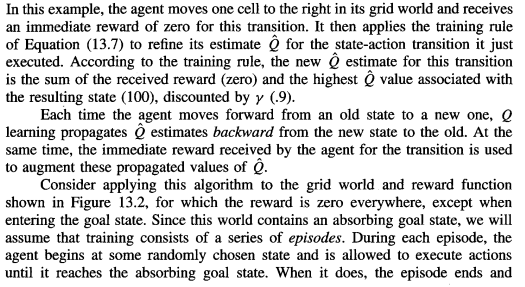 In this example, the agent moves one cell to the right in its grid world and receives
an immediate reward of zero for this transition. It then applies the training rule
of Equation (13.7) to refine its estimate Q̂ for the state-action transition it just
executed. According to the training rule, the new Q̂ estimate for this transition
is the sum of the received reward (zero) and the highest Q̂ value associated with
the resulting state (100), discounted by γ (.9).
Each time the agent moves forward from an old state to a new one, Q
learning propagates Q̂ estimates backward from the new state to the old. At the
same time, the immediate reward received by the agent for the transition is used
to augment these propagated values of Q̂.
Consider applying this algorithm to the grid world and reward function
shown in Figure 13.2, for which the reward is zero everywhere, except when
entering the goal state. Since this world contains an absorbing goal state, we will
assume that training consists of a series of episodes. During each episode, the
agent begins at some randomly chosen state and is allowed to execute actions
until it reaches the absorbing goal state. When it does, the episode ends and